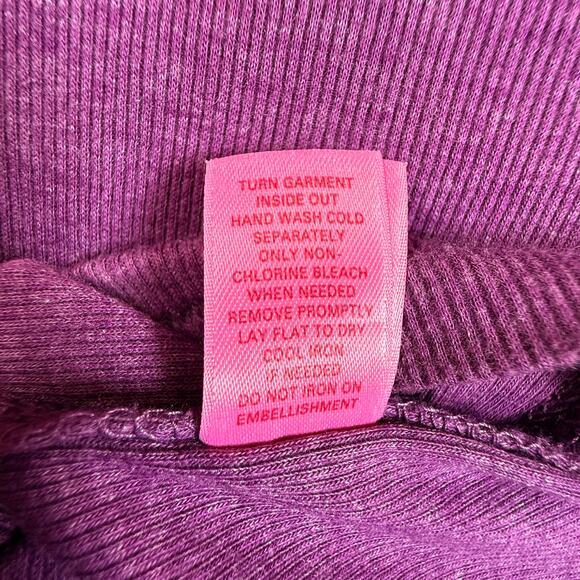 TURN GARMENT
INSIDE OUT
HAND WASH COLD
SEPARATELY
ONLY NON-
CHLORINE BLEACH
WHEN NEEDED
REMOVE PROMPTLY
LAY FLAT TO DRY
COOL IRON
IF NEEDED
DO NOT IRON ON
EMBELLISHMENT